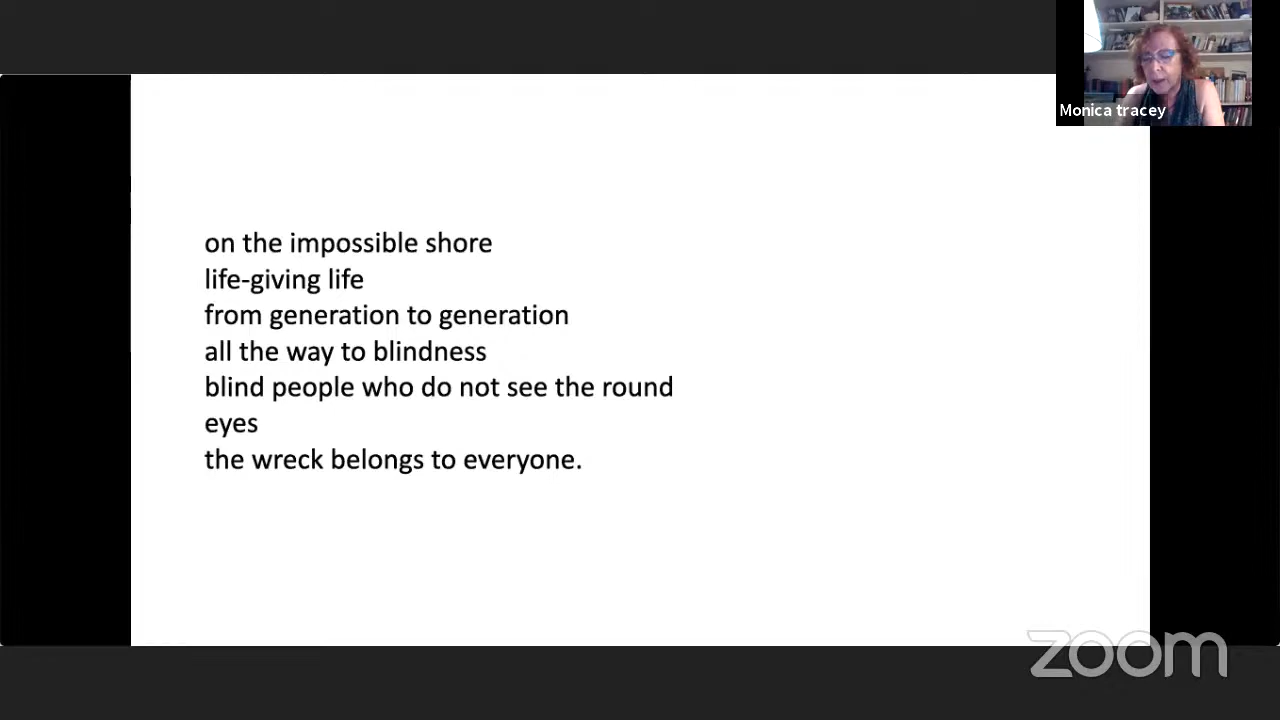 Monica tracey
on the impossible shore
life-giving life
from generation to generation
all the way to blindness
blind people who do not see the round
eyes
the wreck belongs to everyone.
zoom